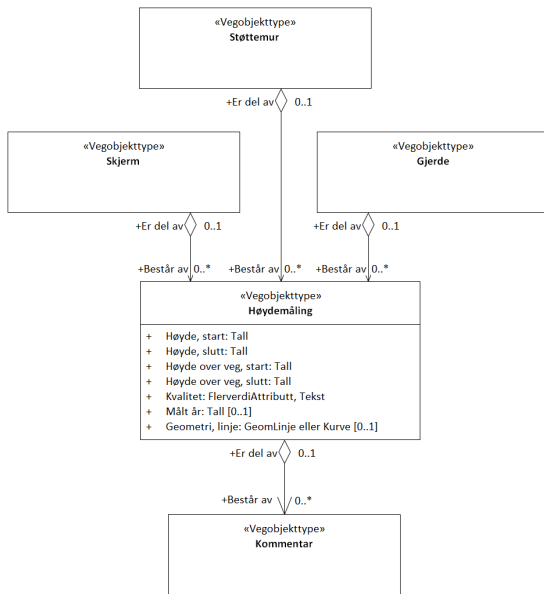 «Vegobjekttype»
Støttemur
+Er del av 0..1
«Vegobjekttype»
Skjerm
«Vegobjekttype»
Gjerde
+Er del av 0..1
+Er del av 0..1
+Består av 0..*
+Består av 0..*
+Består av 0..*
«Vegobjekttype»
Høydemåling
+ Høyde, start: Tall
+ Høyde, slutt: Tall
+ Høyde over veg, start: Tall
+ Høyde over veg, slutt: Tall
+ Kvalitet: FlerverdiAttributt, Tekst
+ Målt år: Tall [0..1]
+ Geometri, linje: GeomLinje eller Kurve [0..1]
+Er del av 0..1
+Består av 0..*
«Vegobjekttype»
Kommentar